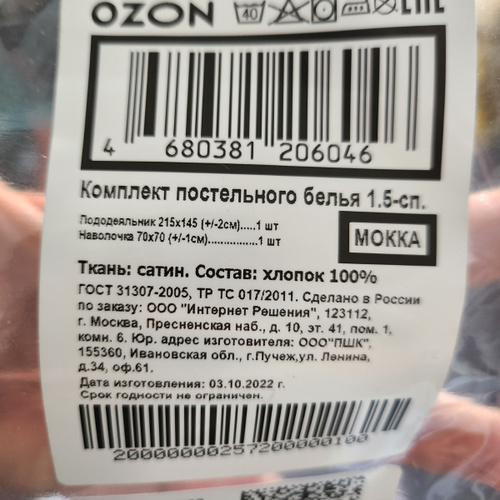 OZON 40 EAC
4 680381 206046
Комплект постельного белья 1.5-сп.
Пододеяльник 215х145 (+/-2см).....1 шт
Наволочка 70х70 (+/-1см)................1 шт
МОККА
Ткань: сатин. Состав: хлопок 100%
ГОСТ 31307-2005, ТР ТС 017/2011. Сделано в России
по заказу: ООО "Интернет Решения", 123112,
г. Москва, Пресненская наб., д. 10, эт. 41, пом. 1,
комн. 6. Юр. адрес изготовителя: ООО"ПШК",
155360, Ивановская обл., г.Пучеж,ул. Ленина,
д.34, оф.61.
Дата изготовления: 03.10.2022 г.
Срок годности не ограничен.
20000000025720000​0100